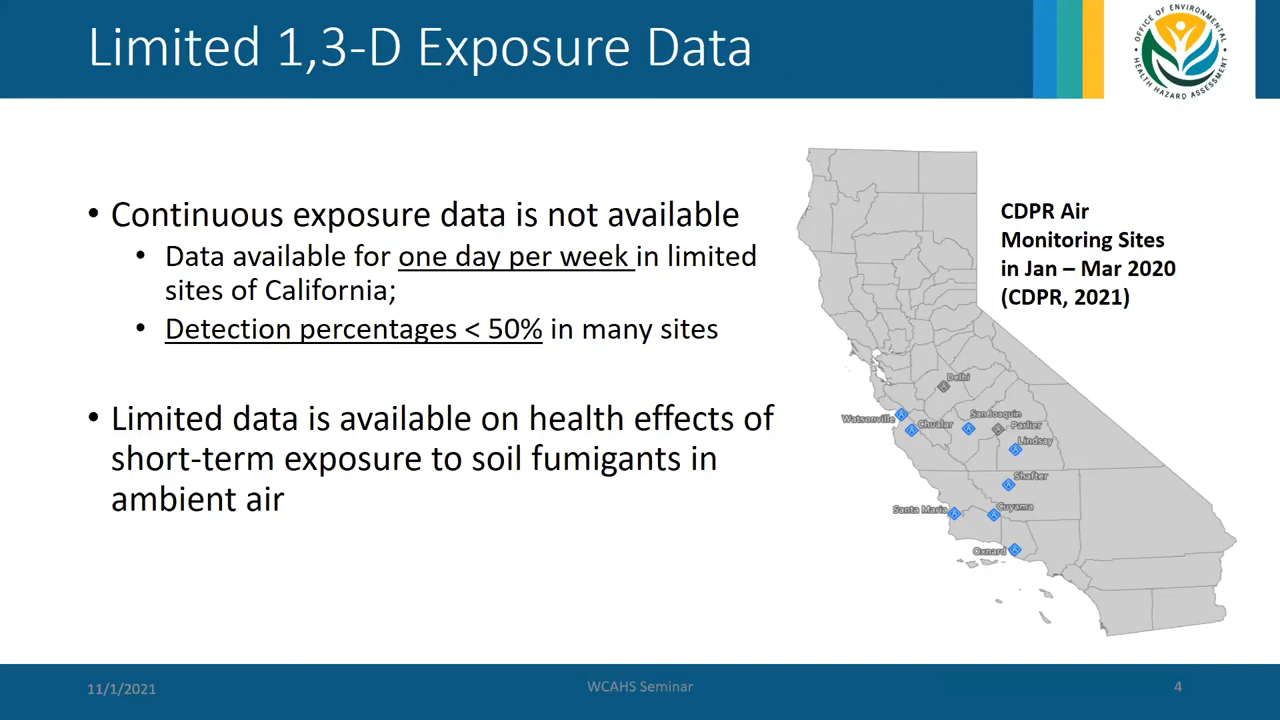 Limited 1,3-D Exposure Data
OFFICE OF ENVIRONMENTAL
HEALTH HAZARD ASSESSMENT
• Continuous exposure data is not available
• Data available for one day per week in limited
sites of California;
• Detection percentages < 50% in many sites
• Limited data is available on health effects of
short-term exposure to soil fumigants in
ambient air
CDPR Air
Monitoring Sites
in Jan – Mar 2020
(CDPR, 2021)
Delhi
Watsonville
Chualar
San Joaquin
Parlier
Lindsay
Shafter
Santa Maria
Cuyama
Oxnard
11/1/2021
WCAHS Seminar
4